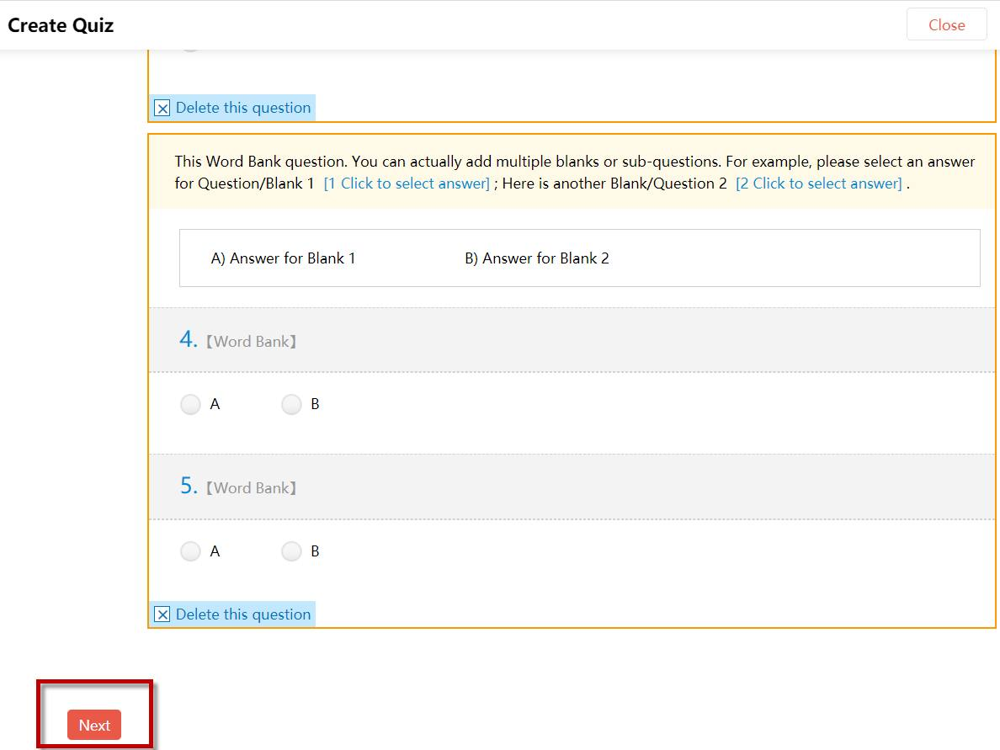 Create Quiz
Close
Delete this question
This Word Bank question. You can actually add multiple blanks or sub-questions. For example, please select an answer
for Question/Blank 1 [1 Click to select answer] ; Here is another Blank/Question 2 [2 Click to select answer] .
A) Answer for Blank 1 B) Answer for Blank 2
4.【Word Bank】
A B
5.【Word Bank】
A B
Delete this question
Next